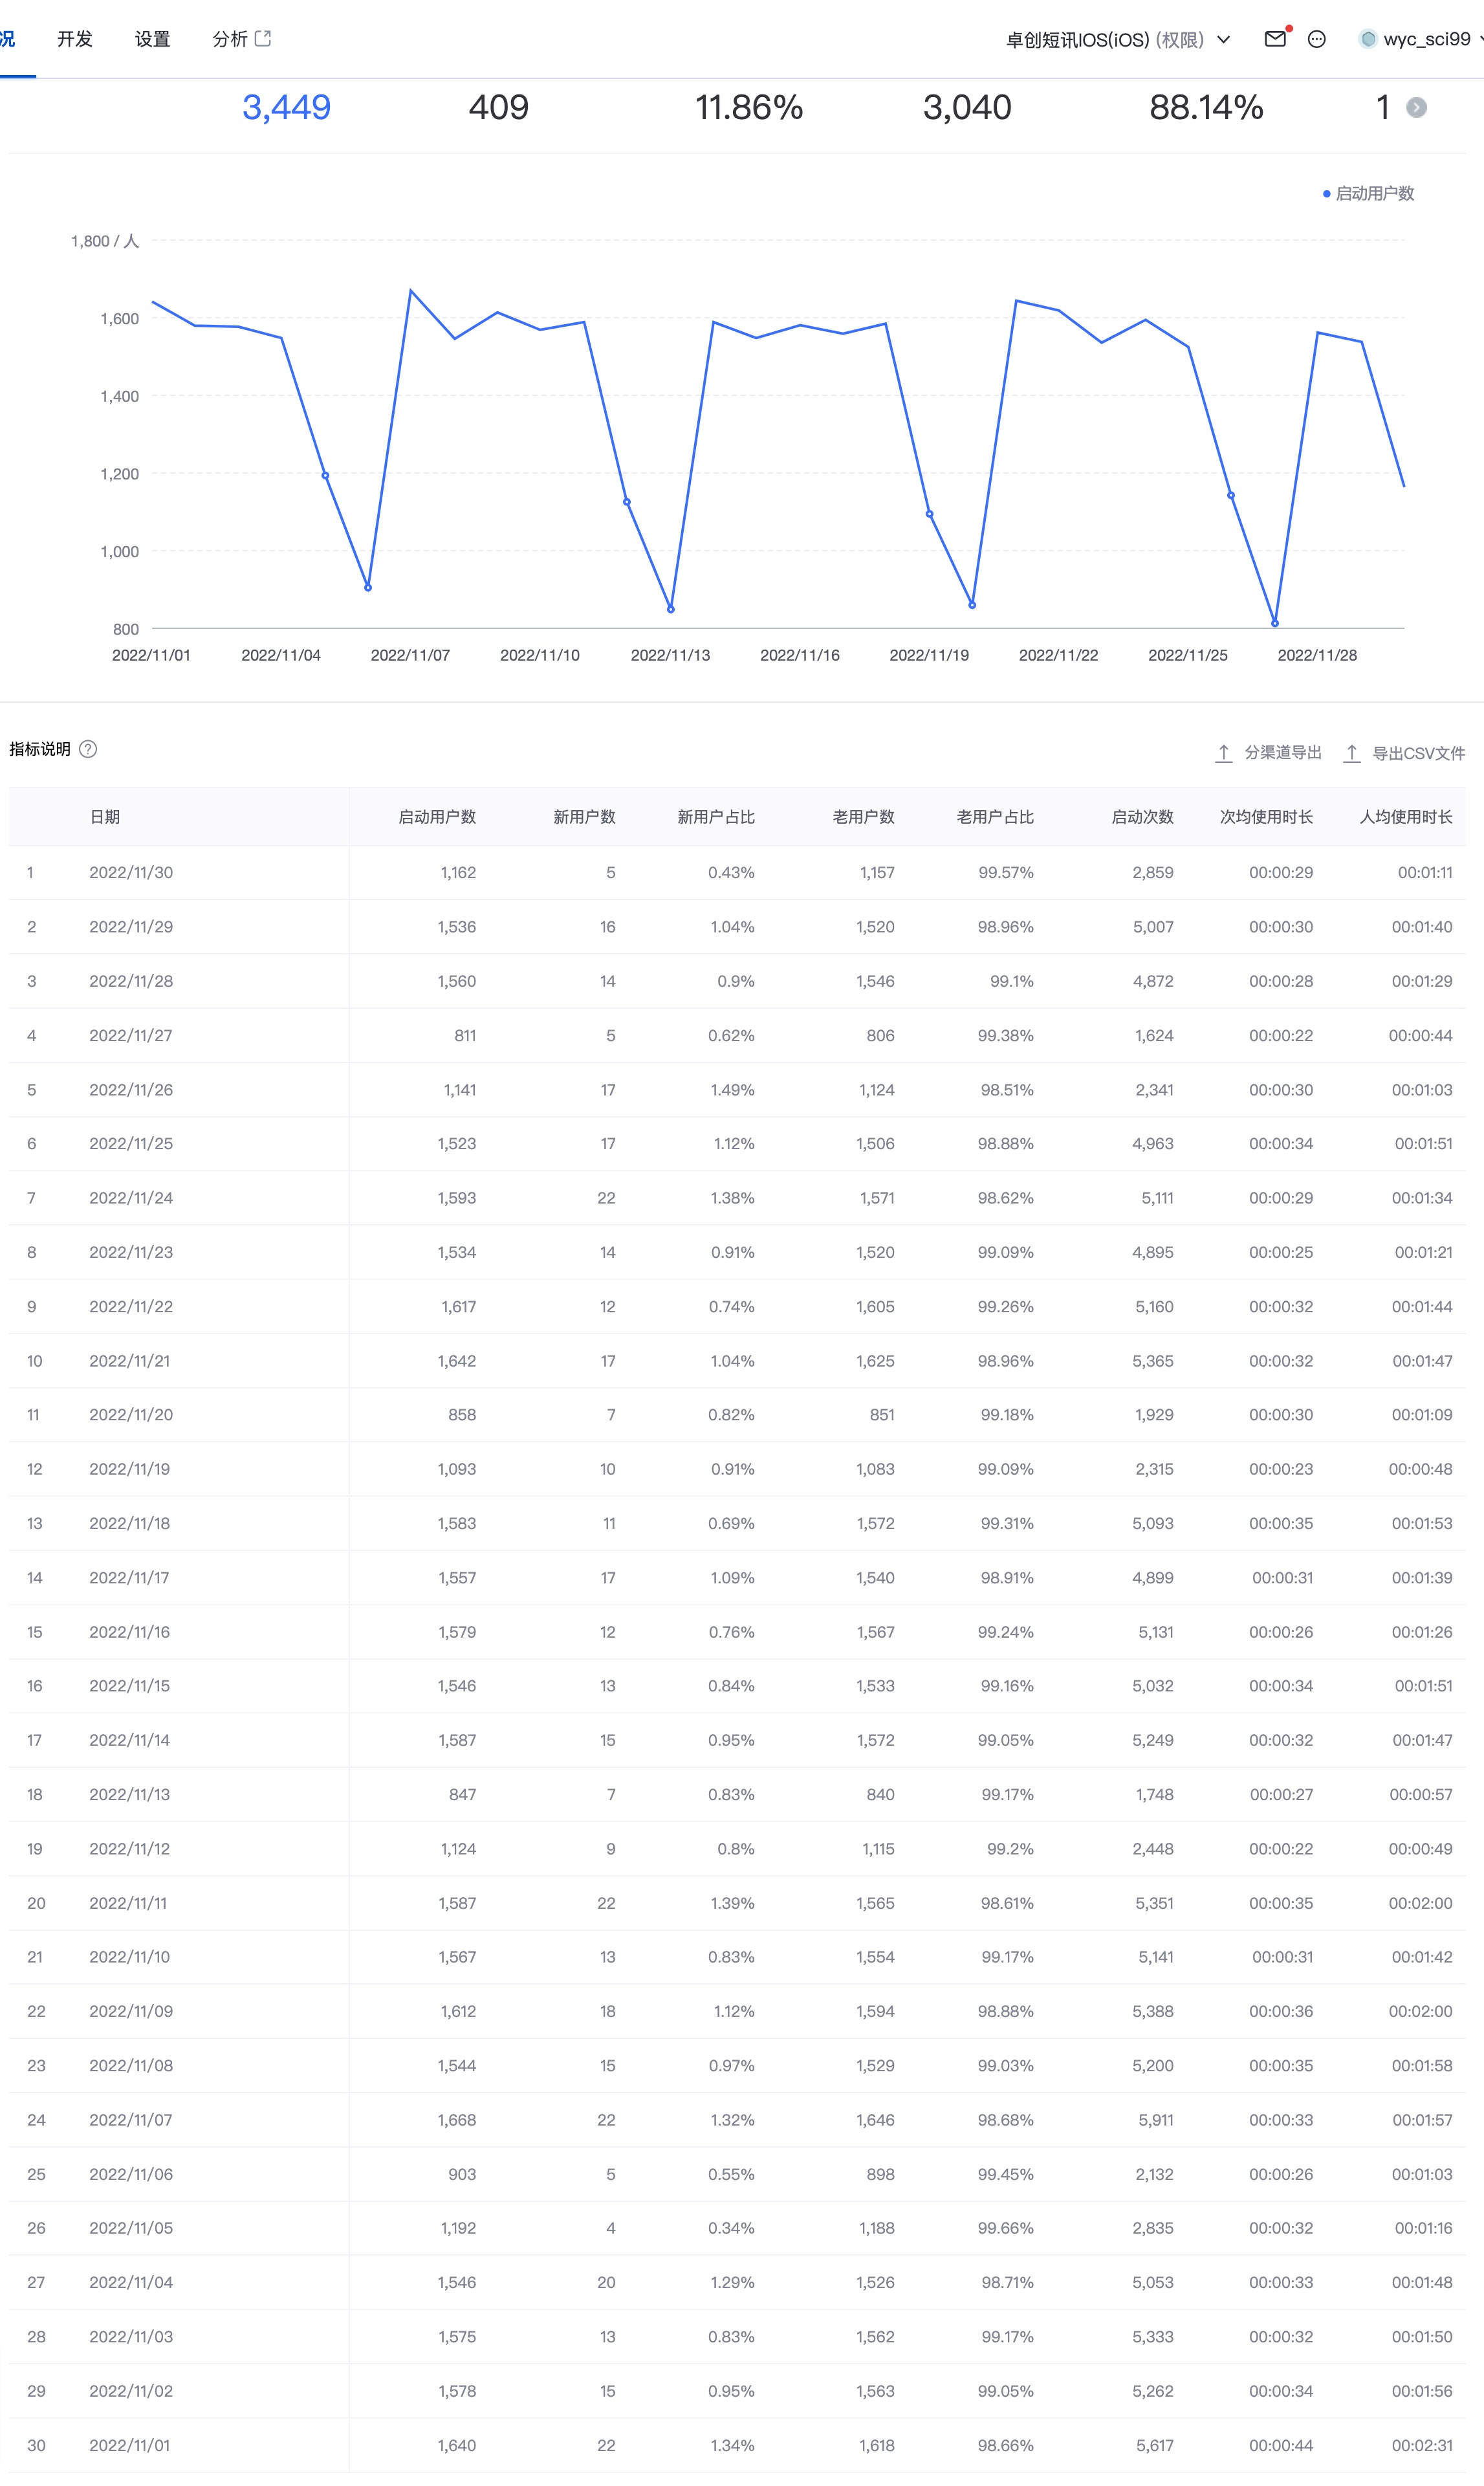 况 开发 设置 分析 卓创短讯IOS(iOS) (权限) wyc_sci99
3,449 409 11.86% 3,040 88.14% 1
启动用户数
1,800 / 人
1,600
1,400
1,200
1,000
800
2022/11/01 2022/11/04 2022/11/07 2022/11/10 2022/11/13 2022/11/16 2022/11/19 2022/11/22 2022/11/25 2022/11/28
指标说明 ? 分渠道导出 导出CSV文件
日期 启动用户数 新用户数 新用户占比 老用户数 老用户占比 启动次数 次均使用时长 人均使用时长
1 2022/11/30 1,162 5 0.43% 1,157 99.57% 2,859 00:00:29 00:01:11
2 2022/11/29 1,536 16 1.04% 1,520 98.96% 5,007 00:00:30 00:01:40
3 2022/11/28 1,560 14 0.9% 1,546 99.1% 4,872 00:00:28 00:01:29
4 2022/11/27 811 5 0.62% 806 99.38% 1,624 00:00:22 00:00:44
5 2022/11/26 1,141 17 1.49% 1,124 98.51% 2,341 00:00:30 00:01:03
6 2022/11/25 1,523 17 1.12% 1,506 98.88% 4,963 00:00:34 00:01:51
7 2022/11/24 1,593 22 1.38% 1,571 98.62% 5,111 00:00:29 00:01:34
8 2022/11/23 1,534 14 0.91% 1,520 99.09% 4,895 00:00:25 00:01:21
9 2022/11/22 1,617 12 0.74% 1,605 99.26% 5,160 00:00:32 00:01:44
10 2022/11/21 1,642 17 1.04% 1,625 98.96% 5,365 00:00:32 00:01:47
11 2022/11/20 858 7 0.82% 851 99.18% 1,929 00:00:30 00:01:09
12 2022/11/19 1,093 10 0.91% 1,083 99.09% 2,315 00:00:23 00:00:48
13 2022/11/18 1,583 11 0.69% 1,572 99.31% 5,093 00:00:35 00:01:53
14 2022/11/17 1,557 17 1.09% 1,540 98.91% 4,899 00:00:31 00:01:39
15 2022/11/16 1,579 12 0.76% 1,567 99.24% 5,131 00:00:26 00:01:26
16 2022/11/15 1,546 13 0.84% 1,533 99.16% 5,032 00:00:34 00:01:51
17 2022/11/14 1,587 15 0.95% 1,572 99.05% 5,249 00:00:32 00:01:47
18 2022/11/13 847 7 0.83% 840 99.17% 1,748 00:00:27 00:00:57
19 2022/11/12 1,124 9 0.8% 1,115 99.2% 2,448 00:00:22 00:00:49
20 2022/11/11 1,587 22 1.39% 1,565 98.61% 5,351 00:00:35 00:02:00
21 2022/11/10 1,567 13 0.83% 1,554 99.17% 5,141 00:00:31 00:01:42
22 2022/11/09 1,612 18 1.12% 1,594 98.88% 5,388 00:00:36 00:02:00
23 2022/11/08 1,544 15 0.97% 1,529 99.03% 5,200 00:00:35 00:01:58
24 2022/11/07 1,668 22 1.32% 1,646 98.68% 5,911 00:00:33 00:01:57
25 2022/11/06 903 5 0.55% 898 99.45% 2,132 00:00:26 00:01:03
26 2022/11/05 1,192 4 0.34% 1,188 99.66% 2,835 00:00:32 00:01:16
27 2022/11/04 1,546 20 1.29% 1,526 98.71% 5,053 00:00:33 00:01:48
28 2022/11/03 1,575 13 0.83% 1,562 99.17% 5,333 00:00:32 00:01:50
29 2022/11/02 1,578 15 0.95% 1,563 99.05% 5,262 00:00:34 00:01:56
30 2022/11/01 1,640 22 1.34% 1,618 98.66% 5,617 00:00:44 00:02:31